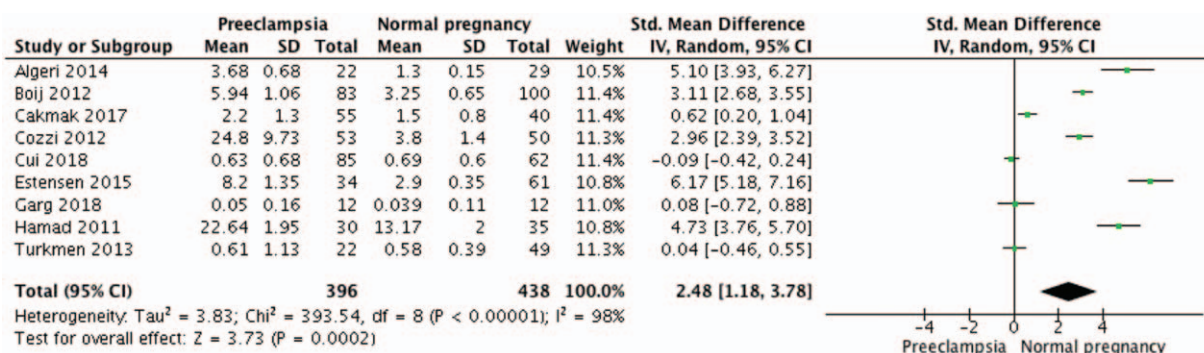 Preeclampsia Normal pregnancy Std. Mean Difference Std. Mean Difference
Study or Subgroup Mean SD Total Mean SD Total Weight IV, Random, 95% CI IV, Random, 95% CI
Algeri 2014 3.68 0.68 22 1.3 0.15 29 10.5% 5.10 [3.93, 6.27]
Boij 2012 5.94 1.06 83 3.25 0.65 100 11.4% 3.11 [2.68, 3.55]
Cakmak 2017 2.2 1.3 55 1.5 0.8 40 11.4% 0.62 [0.20, 1.04]
Cozzi 2012 24.8 9.73 53 3.8 1.4 50 11.3% 2.96 [2.39, 3.52]
Cui 2018 0.63 0.68 85 0.69 0.6 62 11.4% -0.09 [-0.42, 0.24]
Estensen 2015 8.2 1.35 34 2.9 0.35 61 10.8% 6.17 [5.18, 7.16]
Garg 2018 0.05 0.16 12 0.039 0.11 12 11.0% 0.08 [-0.72, 0.88]
Hamad 2011 22.64 1.95 30 13.17 2 35 10.8% 4.73 [3.76, 5.70]
Turkmen 2013 0.61 1.13 22 0.58 0.39 49 11.3% 0.04 [-0.46, 0.55]
Total (95% CI) 396 438 100.0% 2.48 [1.18, 3.78]
Heterogeneity: Tau² = 3.83; Chi² = 393.54, df = 8 (P < 0.00001); I² = 98%
Test for overall effect: Z = 3.73 (P = 0.0002)
-4 -2 0 2 4
Preeclampsia Normal pregnancy